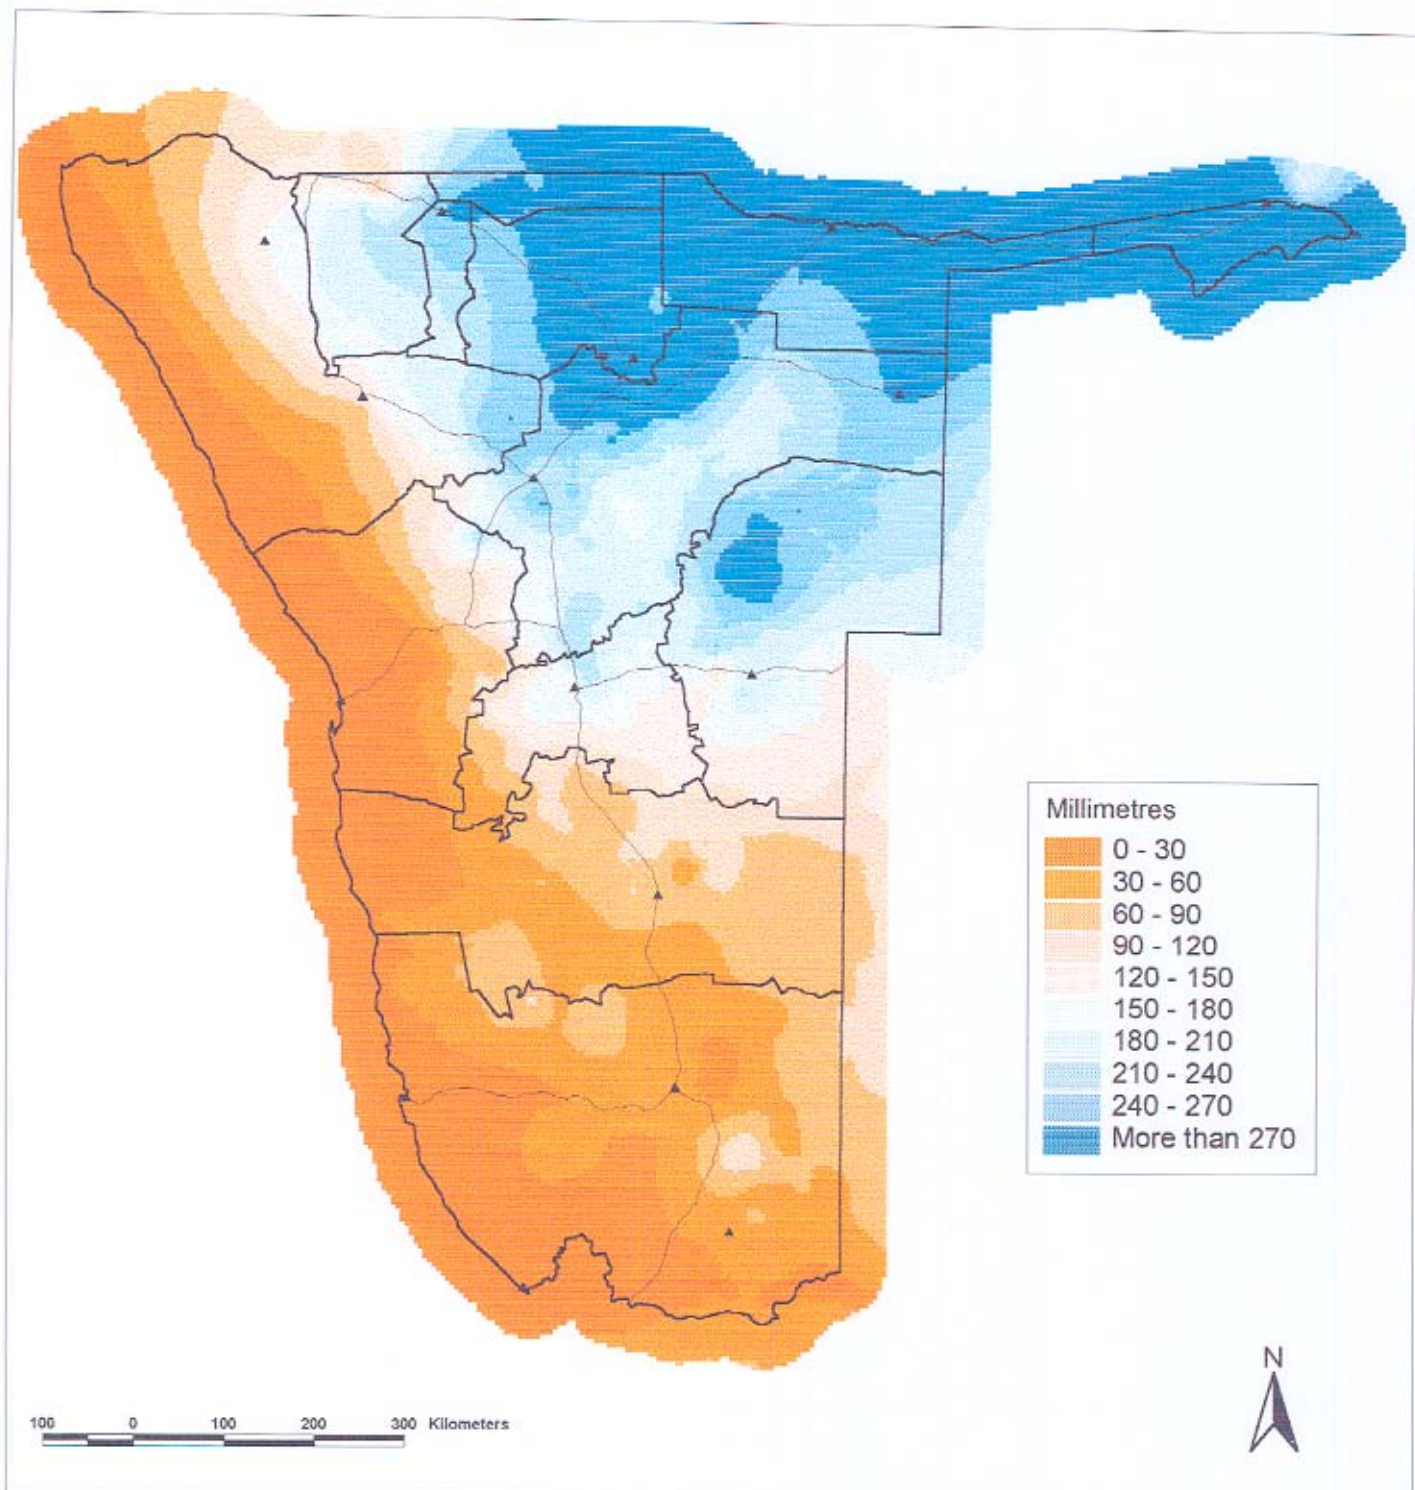 Millimetres
0 - 30
30 - 60
60 - 90
90 - 120
120 - 150
150 - 180
180 - 210
210 - 240
240 - 270
More than 270
N
100 0 100 200 300 Kilometers